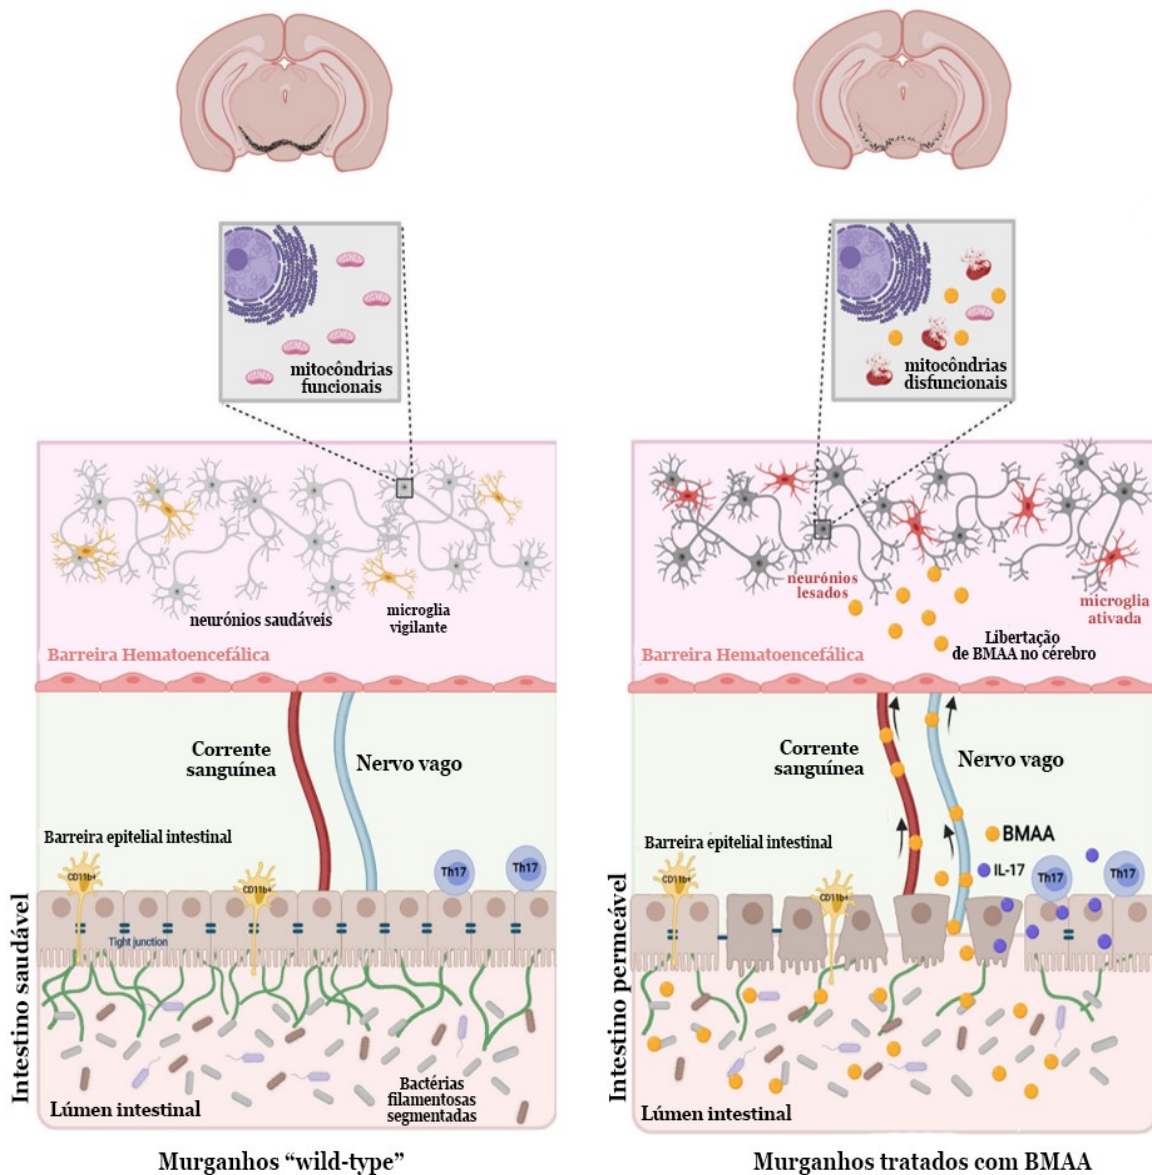 mitocôndrias
funcionais
neurónios saudáveis
microglia
vigilante
Barreira Hematoencefálica
Corrente
sanguínea
Nervo vago
Barreira epitelial intestinal
CD11b+
CD11b+
Th17
Th17
Tight junction
Intestino saudável
Bactérias
filamentosas
segmentadas
Lúmen intestinal
Murganhos “wild-type”
mitocôndrias
disfuncionais
neurónios
lesados
microglia
ativada
Libertação
de BMAA no cérebro
Barreira Hematoencefálica
Corrente
sanguínea
Nervo vago
BMAA
IL-17
Barreira epitelial intestinal
CD11b+
CD11b+
Th17
Th17
Intestino permeável
Lúmen intestinal
Murganhos tratados com BMAA